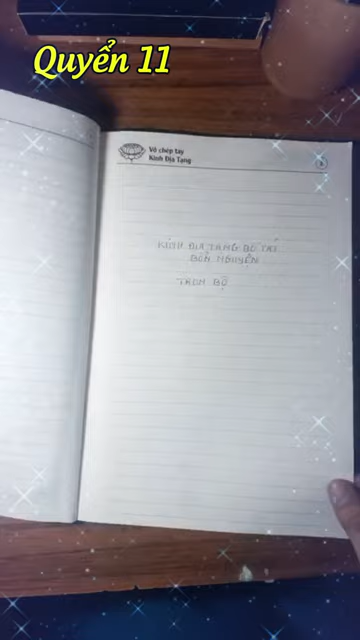 Quyển 11
Vở chép tay
Kinh Địa Tạng
KINH ĐỊA TẠNG BỒ TÁT
BỔN NGUYỆN
TRỌN BỘ